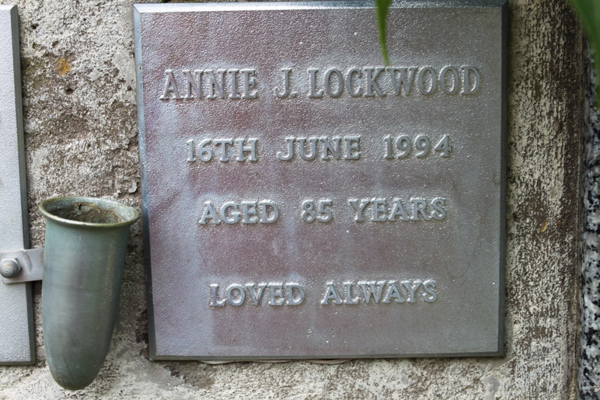 ANNIE J. LOCKWOOD
16TH JUNE 1994
AGED 85 YEARS
LOVED ALWAYS